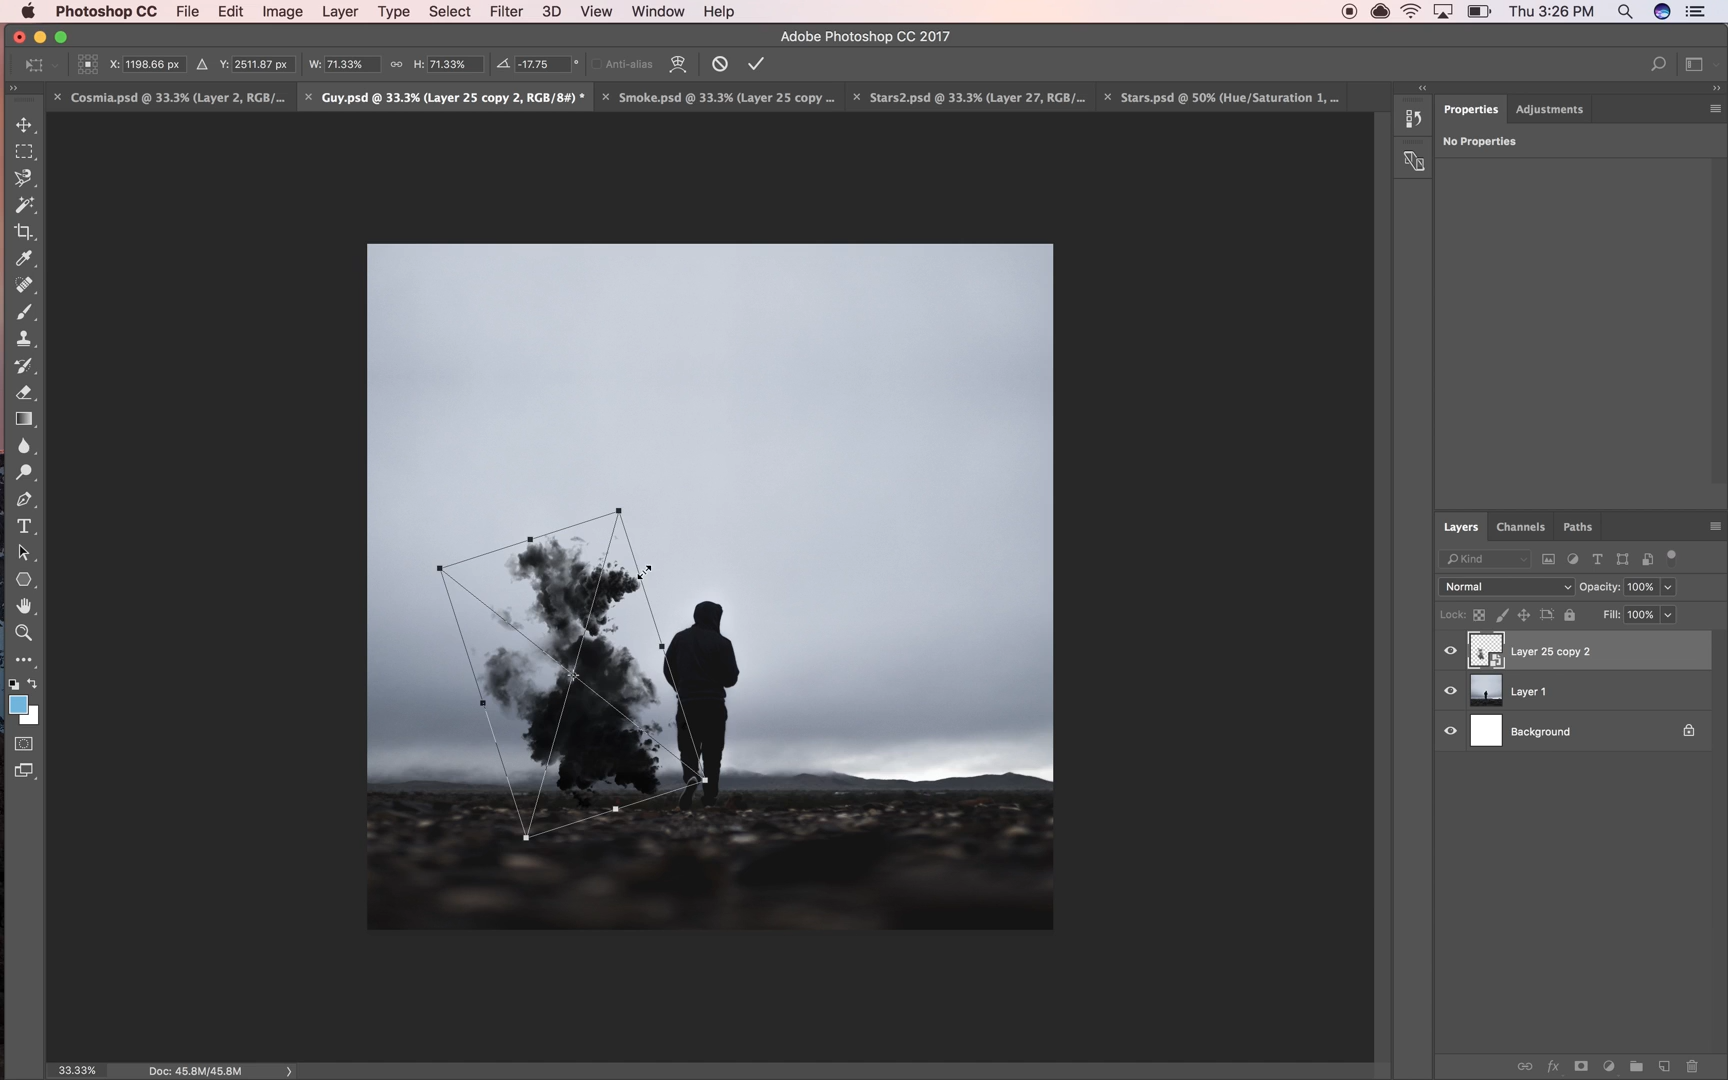 Photoshop CC File Edit Image Layer Type Select Filter 3D View Window Help Thu 3:26 PM
Adobe Photoshop CC 2017
X: 1198.66 px Y: 2511.87 px W: 71.33% H: 71.33% -17.75 ° Anti-alias
Cosmia.psd @ 33.3% (Layer 2, RGB/... Guy.psd @ 33.3% (Layer 25 copy 2, RGB/8#) * Smoke.psd @ 33.3% (Layer 25 copy ... Stars2.psd @ 33.3% (Layer 27, RGB/... Stars.psd @ 50% (Hue/Saturation 1, ...
Properties Adjustments
No Properties
Layers Channels Paths
Kind
Normal Opacity: 100%
Lock: Fill: 100%
Layer 25 copy 2
Layer 1
Background
33.33% Doc: 45.8M/45.8M